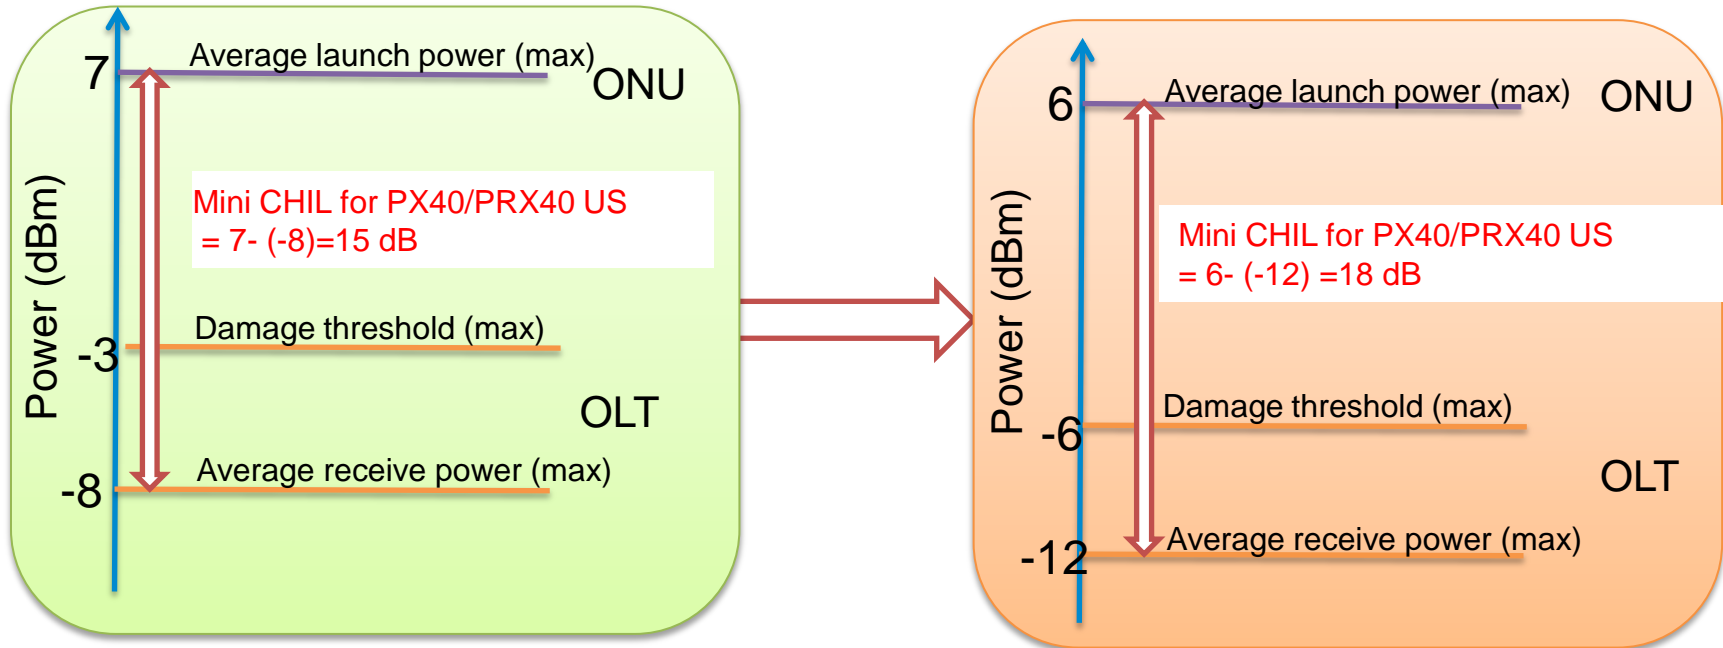 Average launch power (max)
7
ONU
Mini CHIL for PX40/PRX40 US
= 7- (-8)=15 dB
Power (dBm)
Damage threshold (max)
-3
OLT
Average receive power (max)
-8
Average launch power (max)
6
ONU
Mini CHIL for PX40/PRX40 US
= 6- (-12) =18 dB
Power (dBm)
Damage threshold (max)
-6
OLT
Average receive power (max)
-12